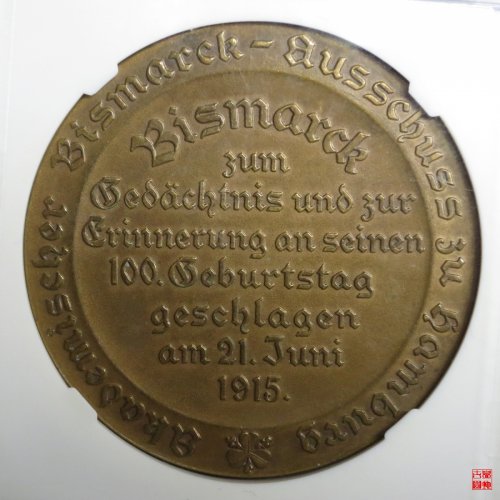 Akademischer Bismarck-Ausschuss zu Hamburg
Bismarck
zum
Gedächtnis und zur
Erinnerung an seinen
100. Geburtstag
geschlagen
am 21. Juni
1915.